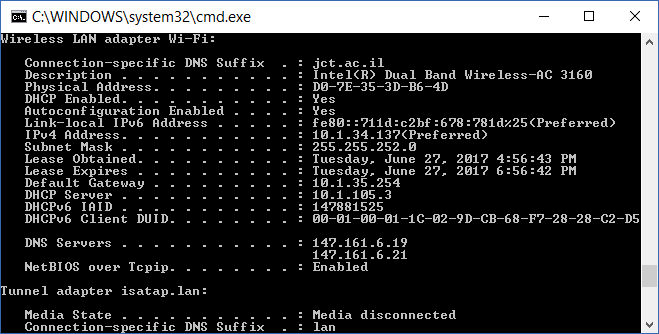 C:\WINDOWS\system32\cmd.exe
Wireless LAN adapter Wi-Fi:
Connection-specific DNS Suffix  . : jct.ac.il
Description . . . . . . . . . . . : Intel(R) Dual Band Wireless-AC 3160
Physical Address. . . . . . . . . : D0-7E-35-3D-B6-4D
DHCP Enabled. . . . . . . . . . . : Yes
Autoconfiguration Enabled . . . . : Yes
Link-local IPv6 Address . . . . . : fe80::711d:c2bf:678:781d%25(Preferred)
IPv4 Address. . . . . . . . . . . : 10.1.34.137(Preferred)
Subnet Mask . . . . . . . . . . . : 255.255.252.0
Lease Obtained. . . . . . . . . . : Tuesday, June 27, 2017 4:56:43 PM
Lease Expires . . . . . . . . . . : Tuesday, June 27, 2017 6:56:42 PM
Default Gateway . . . . . . . . . : 10.1.35.254
DHCP Server . . . . . . . . . . . : 10.1.105.3
DHCPv6 IAID . . . . . . . . . . . : 147881525
DHCPv6 Client DUID. . . . . . . . : 00-01-00-01-1C-02-9D-CB-68-F7-28-28-C2-D5
DNS Servers . . . . . . . . . . . : 147.161.6.19
147.161.6.21
NetBIOS over Tcpip. . . . . . . . : Enabled
Tunnel adapter isatap.lan:
Media State . . . . . . . . . . . : Media disconnected
Connection-specific DNS Suffix  . : lan